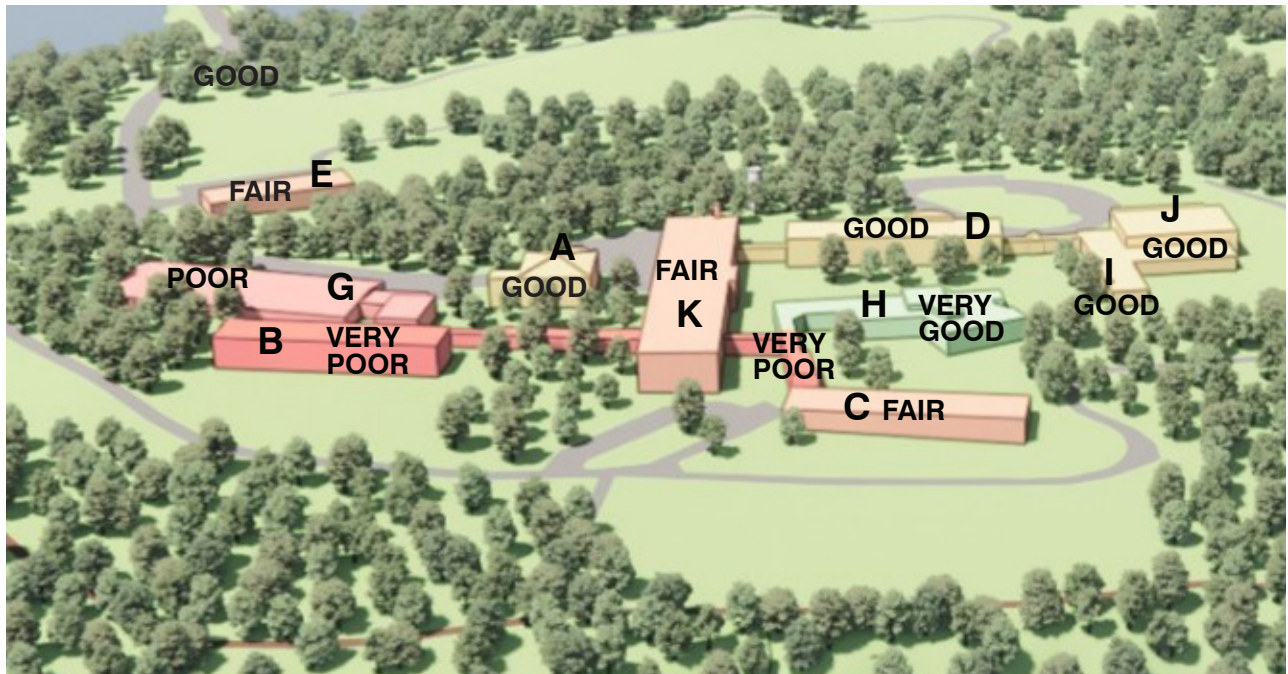 GOOD
E
FAIR
A
GOOD
POOR
G
B
VERY
POOR
FAIR
K
GOOD
D
J
GOOD
I
GOOD
H
VERY
GOOD
VERY
POOR
C FAIR